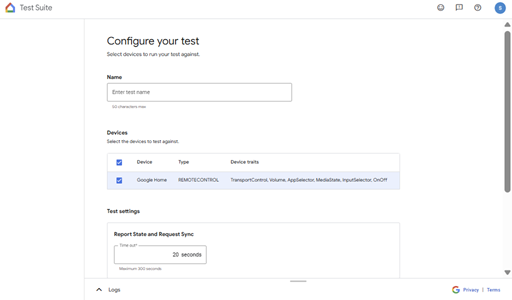 Test Suite
S
Configure your test
Select devices to run your test against.
Name
Enter test name
50 characters max
Devices
Select the devices to test against.
Device Type Device traits
Google Home REMOTECONTROL TransportControl, Volume, AppSelector, MediaState, InputSelector, OnOff
Test settings
Report State and Request Sync
Time out*
20 seconds
Maximum 300 seconds
Logs
Privacy | Terms